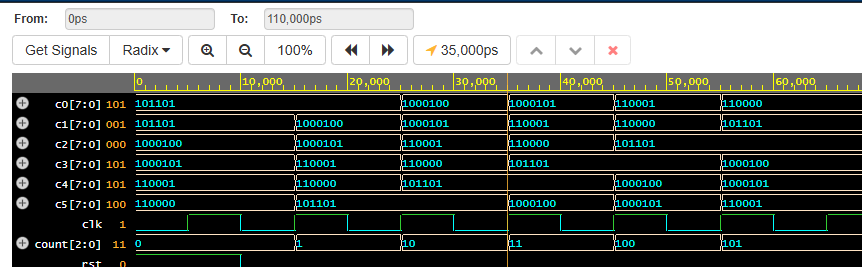 From: 0ps To: 110,000ps
Get Signals Radix 100% 35,000ps
0 10,000 20,000 30,000 40,000 50,000 60,000
c0[7:0] 101 101101 1000100 1000101 110001 110000
c1[7:0] 001 101101 1000100 1000101 110001 110000 101101
c2[7:0] 000 1000100 1000101 110001 110000 101101
c3[7:0] 101 1000101 110001 110000 101101 1000100
c4[7:0] 101 110001 110000 101101 1000100 1000101
c5[7:0] 100 110000 101101 1000100 1000101 110001
clk 1
count[2:0] 11 0 1 10 11 100 101
rst 0